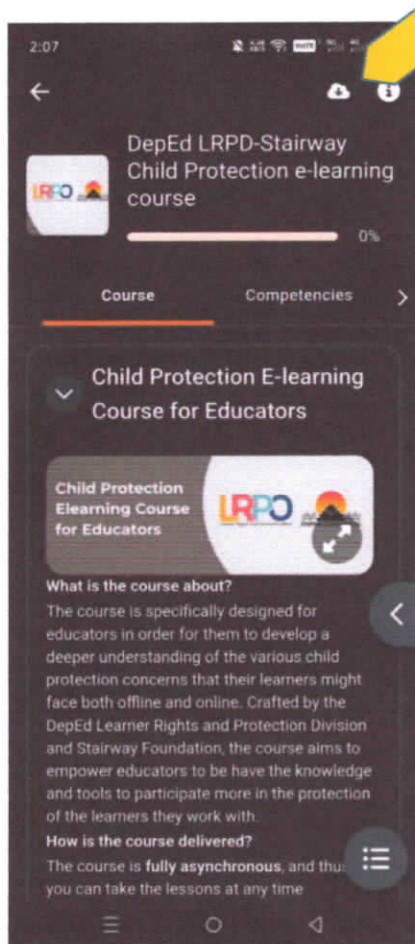 2:07
DepEd LRPD-Stairway
Child Protection e-learning
course
LRPO
0%
Course
Competencies
Child Protection E-learning
Course for Educators
Child Protection
Elearning Course
for Educators
LRPO
What is the course about?
The course is specifically designed for
educators in order for them to develop a
deeper understanding of the various child
protection concerns that their learners might
face both offline and online. Crafted by the
DepEd Learner Rights and Protection Division
and Stairway Foundation, the course aims to
empower educators to be have the knowledge
and tools to participate more in the protection
of the learners they work with.
How is the course delivered?
The course is fully asynchronous, and thu
you can take the lessons at any time